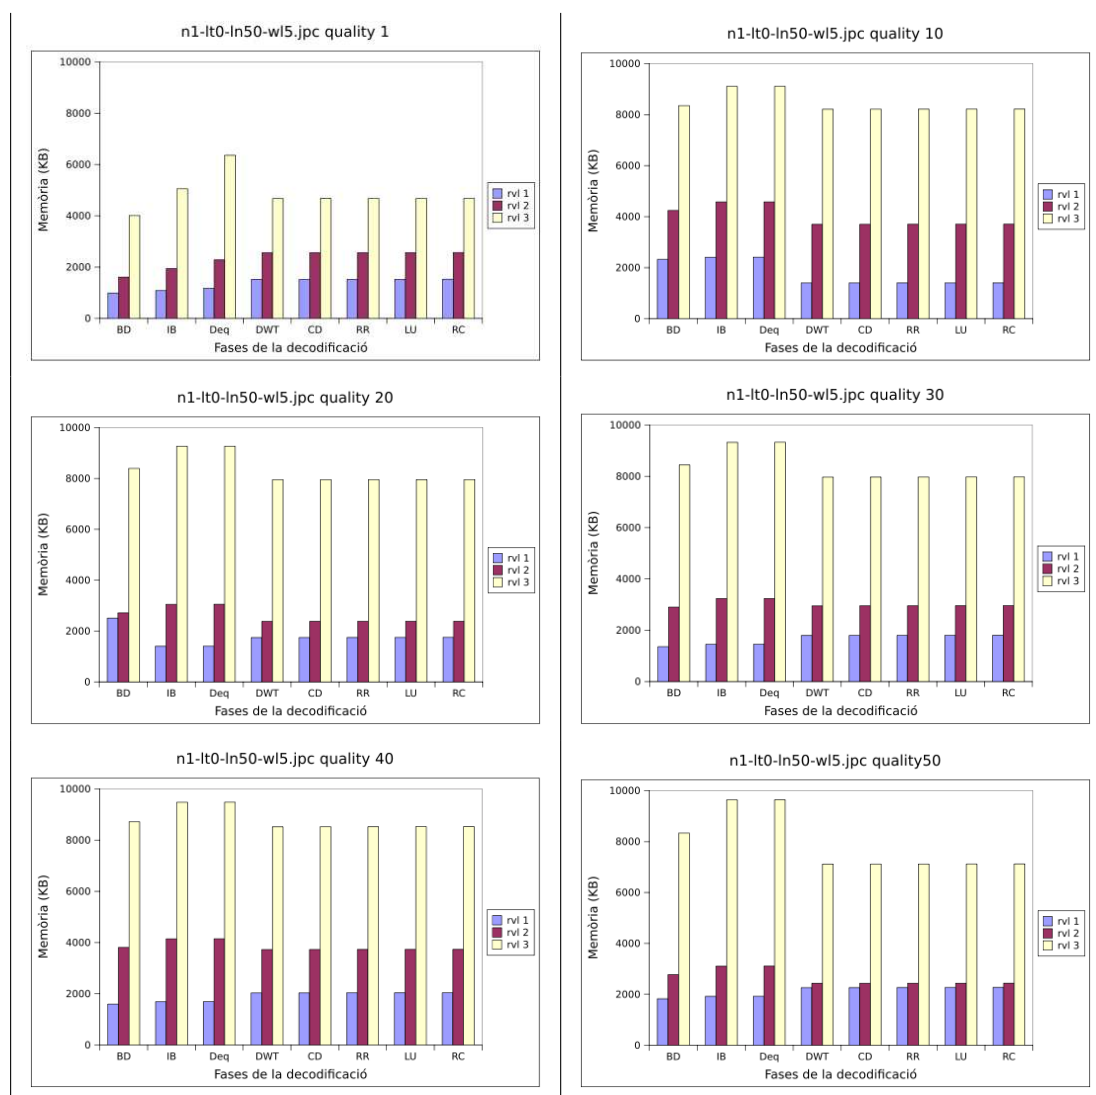 n1-lt0-ln50-wl5.jpc quality 1
10000
8000
6000
4000
2000
0
Memòria (KB)
BD IB Deq DWT CD RR LU RC
Fases de la decodificació
rvl 1
rvl 2
rvl 3
n1-lt0-ln50-wl5.jpc quality 10
10000
8000
6000
4000
2000
0
Memòria (KB)
BD IB Deq DWT CD RR LU RC
Fases de la decodificació
rvl 1
rvl 2
rvl 3
n1-lt0-ln50-wl5.jpc quality 20
10000
8000
6000
4000
2000
0
Memòria (KB)
BD IB Deq DWT CD RR LU RC
Fases de la decodificació
rvl 1
rvl 2
rvl 3
n1-lt0-ln50-wl5.jpc quality 30
10000
8000
6000
4000
2000
0
Memòria (KB)
BD IB Deq DWT CD RR LU RC
Fases de la decodificació
rvl 1
rvl 2
rvl 3
n1-lt0-ln50-wl5.jpc quality 40
10000
8000
6000
4000
2000
0
Memòria (KB)
BD IB Deq DWT CD RR LU RC
Fases de la decodificació
rvl 1
rvl 2
rvl 3
n1-lt0-ln50-wl5.jpc quality50
10000
8000
6000
4000
2000
0
Memòria (KB)
BD IB Deq DWT CD RR LU RC
Fases de la decodificació
rvl 1
rvl 2
rvl 3